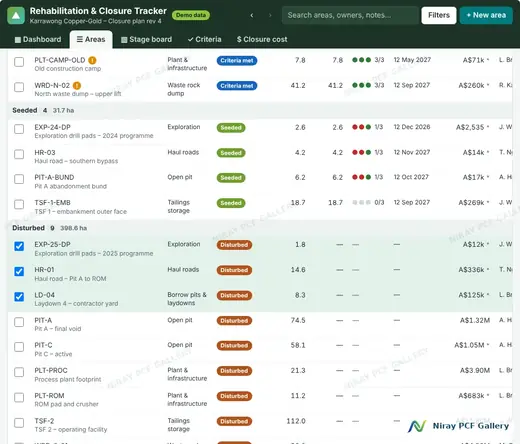 Rehabilitation & Closure Tracker Demo data
Karrawong Copper-Gold – Closure plan rev 4
Search areas, owners, notes...
Filters
+ New area
Dashboard
Areas
Stage board
Criteria
$ Closure cost
PLT-CAMP-OLD Plant & infrastructure Criteria met 7.8 7.8 3/3 12 May 2027 A$71k L. Br
Old construction camp
WRD-N-02 Waste rock dump Criteria met 41.2 41.2 3/3 12 Sep 2027 A$260k
North waste dump – upper lift
Seeded 4 31.7 ha
EXP-24-DP Exploration Seeded 2.6 2.6 1/3 12 Dec 2026 A$2,535 J. W
Exploration drill pads – 2024 programme
HR-03 Haul roads Seeded 4.2 4.2 1/3 12 Nov 2027 A$14k T. N
Haul road – southern bypass
PIT-A-BUND Open pit Seeded 6.2 6.2 1/3 12 Oct 2027 A$17k A. H
Pit A abandonment bund
TSF-1-EMB Tailings storage Seeded 18.7 18.7 0/3 12 Sep 2027 A$269k J. W
TSF 1 – embankment outer face
Disturbed 9 398.6 ha
EXP-25-DP Exploration Disturbed 1.8 — — — A$12k J. W
Exploration drill pads – 2025 programme
HR-01 Haul roads Disturbed 14.6 — — — A$336k T. N
Haul road – Pit A to ROM
LD-04 Borrow pits & laydowns Disturbed 8.3 — — — A$125k L. Br
Laydown 4 – contractor yard
PIT-A Open pit Disturbed 74.5 — — — A$1.32M A. H
Pit A – final void
PIT-C Open pit Disturbed 58.1 — — — A$1.05M A. H
Pit C – active
PLT-PROC Plant & infrastructure Disturbed 21.3 — — — A$3.90M
Process plant footprint
PLT-ROM Plant & infrastructure Disturbed 11.2 — — — A$683k L. Br
ROM pad and crusher
TSF-2 Tailings storage Disturbed 112.0
TSF 2 – operating facility
Niray PCF Gallery